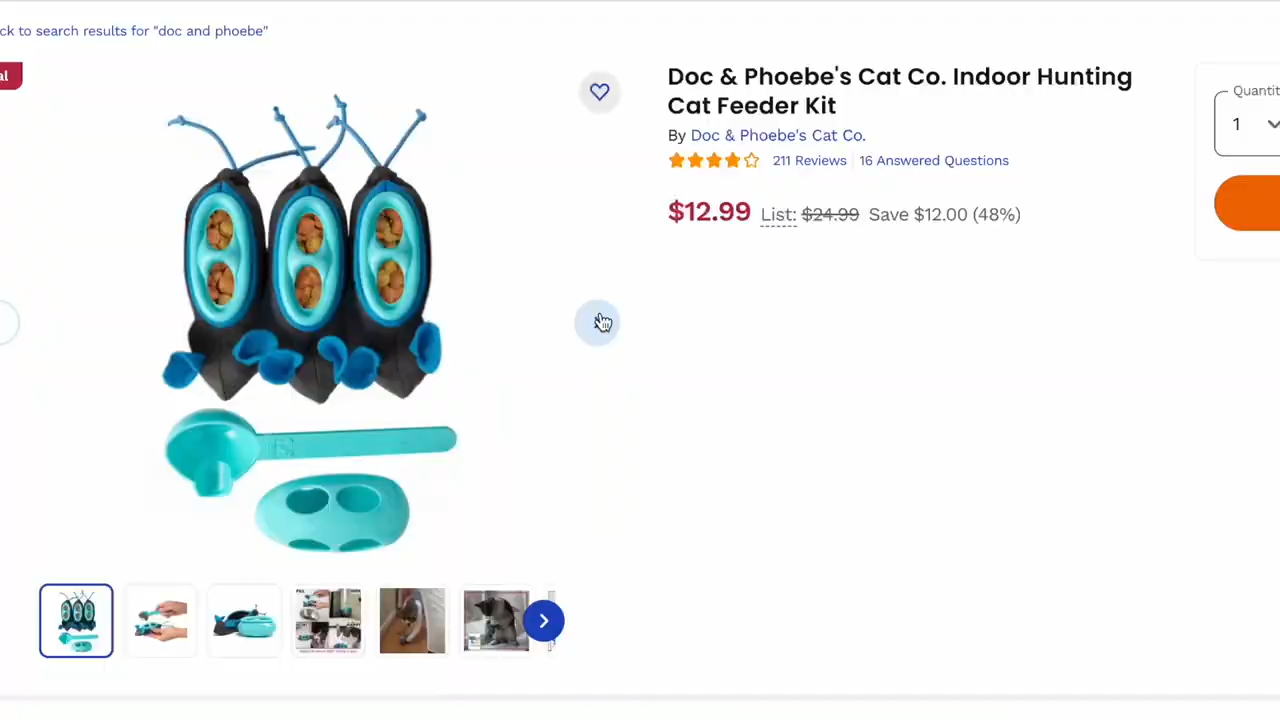 ck to search results for "doc and phoebe"
al
Doc & Phoebe's Cat Co. Indoor Hunting
Cat Feeder Kit
By Doc & Phoebe's Cat Co.
211 Reviews 16 Answered Questions
$12.99 List: $24.99 Save $12.00 (48%)
Quantit
1